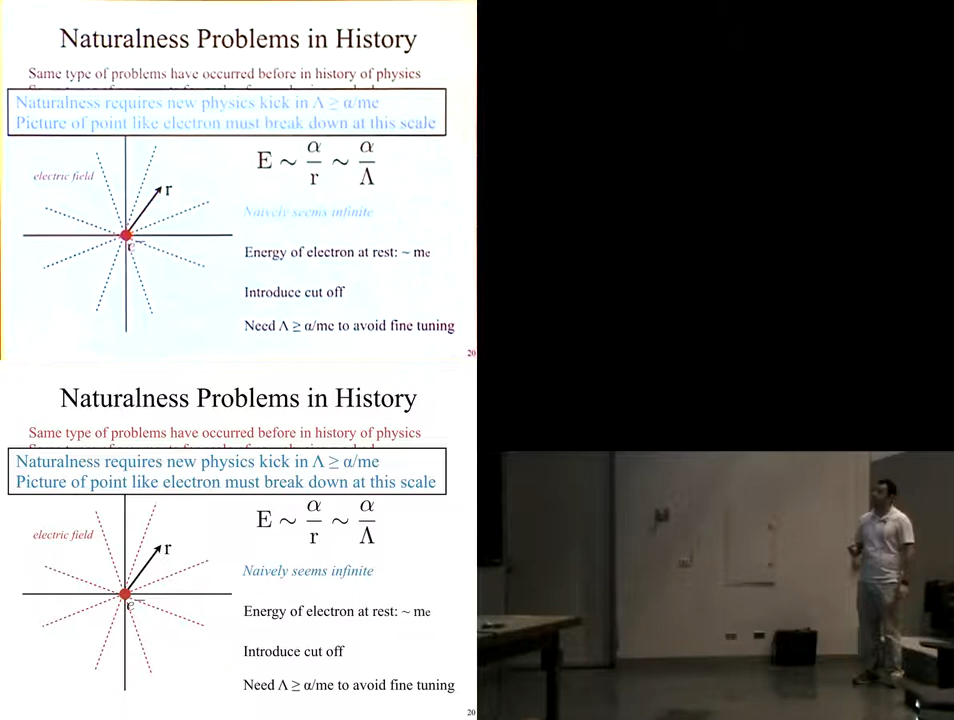 Naturalness Problems in History
Same type of problems have occurred before in history of physics
Naturalness requires new physics kick in Λ ≥ α/me
Picture of point like electron must break down at this scale
E ~ α/r ~ α/Λ
electric field
r
e⁻
Naively seems infinite
Energy of electron at rest: ~ me
Introduce cut off
Need Λ ≥ α/me to avoid fine tuning
20
Naturalness Problems in History
Same type of problems have occurred before in history of physics
Naturalness requires new physics kick in Λ ≥ α/me
Picture of point like electron must break down at this scale
E ~ α/r ~ α/Λ
electric field
r
e⁻
Naively seems infinite
Energy of electron at rest: ~ me
Introduce cut off
Need Λ ≥ α/me to avoid fine tuning
20